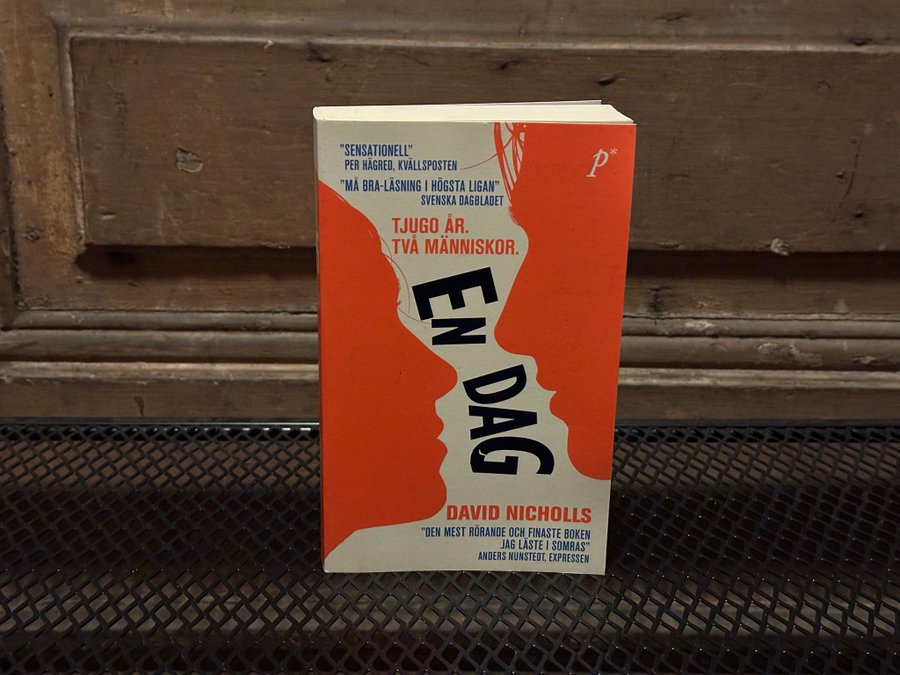 "SENSATIONELL"
PER HÄGRED, KVÄLLSPOSTEN
"MÅ BRA-LÄSNING I HÖGSTA LIGAN"
SVENSKA DAGBLADET
p*
TJUGO ÅR.
TVÅ MÄNNISKOR.
EN
DAG
DAVID NICHOLLS
"DEN MEST RÖRANDE OCH FINASTE BOKEN
JAG LÄSTE I SOMRAS"
ANDERS NUNSTEDT, EXPRESSEN